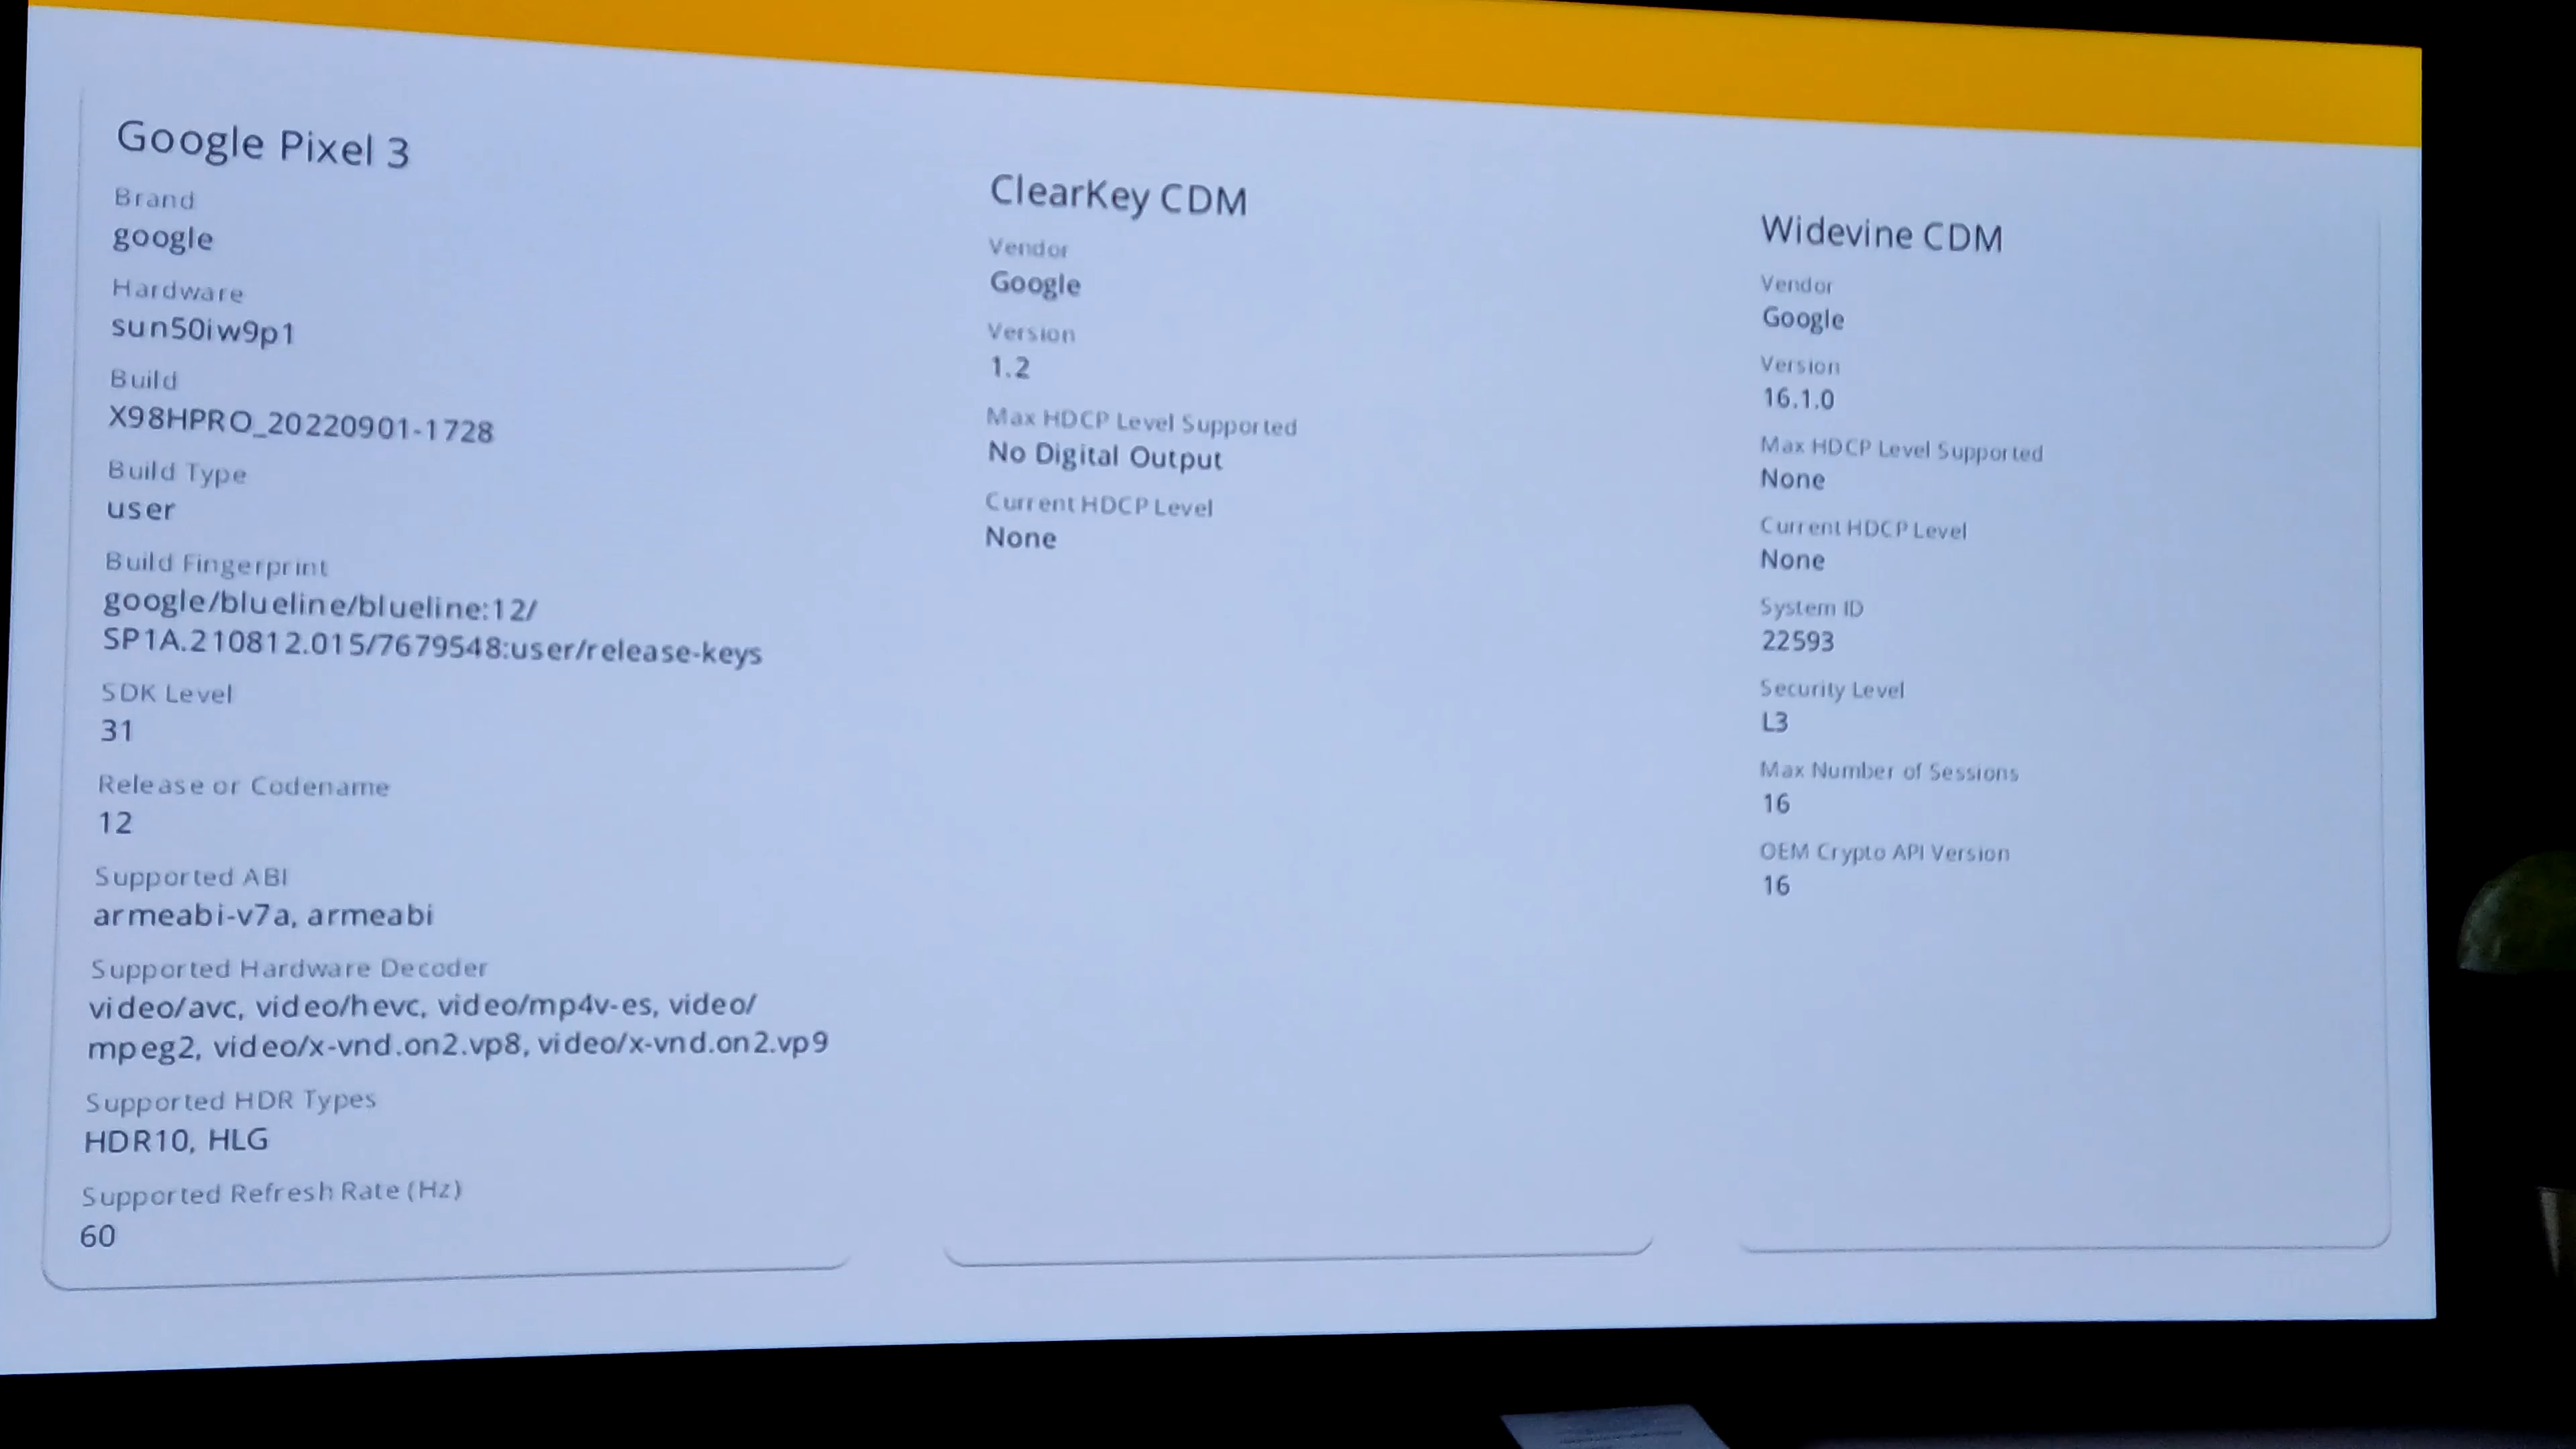 Google Pixel 3
Brand
google
Hardware
sun50iw9p1
Build
X98HPRO_20220901-1728
Build Type
user
Build Fingerprint
google/blueline/blueline:12/
SP1A.210812.015/7679548:user/release-keys
SDK Level
31
Release or Codename
12
Supported ABI
armeabi-v7a, armeabi
Supported Hardware Decoder
video/avc, video/hevc, video/mp4v-es, video/
mpeg2, video/x-vnd.on2.vp8, video/x-vnd.on2.vp9
Supported HDR Types
HDR10, HLG
Supported Refresh Rate (Hz)
60
ClearKey CDM
Vendor
Google
Version
1.2
Max HDCP Level Supported
No Digital Output
Current HDCP Level
None
Widevine CDM
Vendor
Google
Version
16.1.0
Max HDCP Level Supported
None
Current HDCP Level
None
System ID
22593
Security Level
L3
Max Number of Sessions
16
OEM Crypto API Version
16